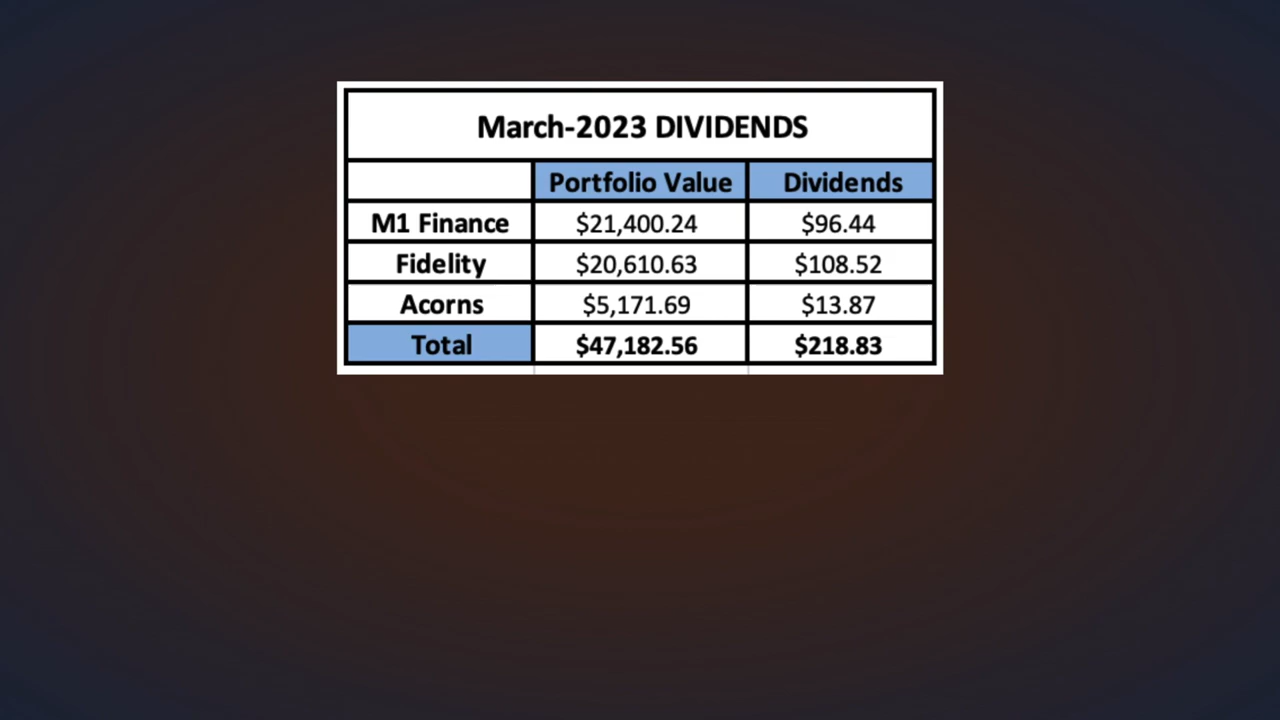 March-2023 DIVIDENDS
Portfolio Value Dividends
M1 Finance $21,400.24 $96.44
Fidelity $20,610.63 $108.52
Acorns $5,171.69 $13.87
Total $47,182.56 $218.83